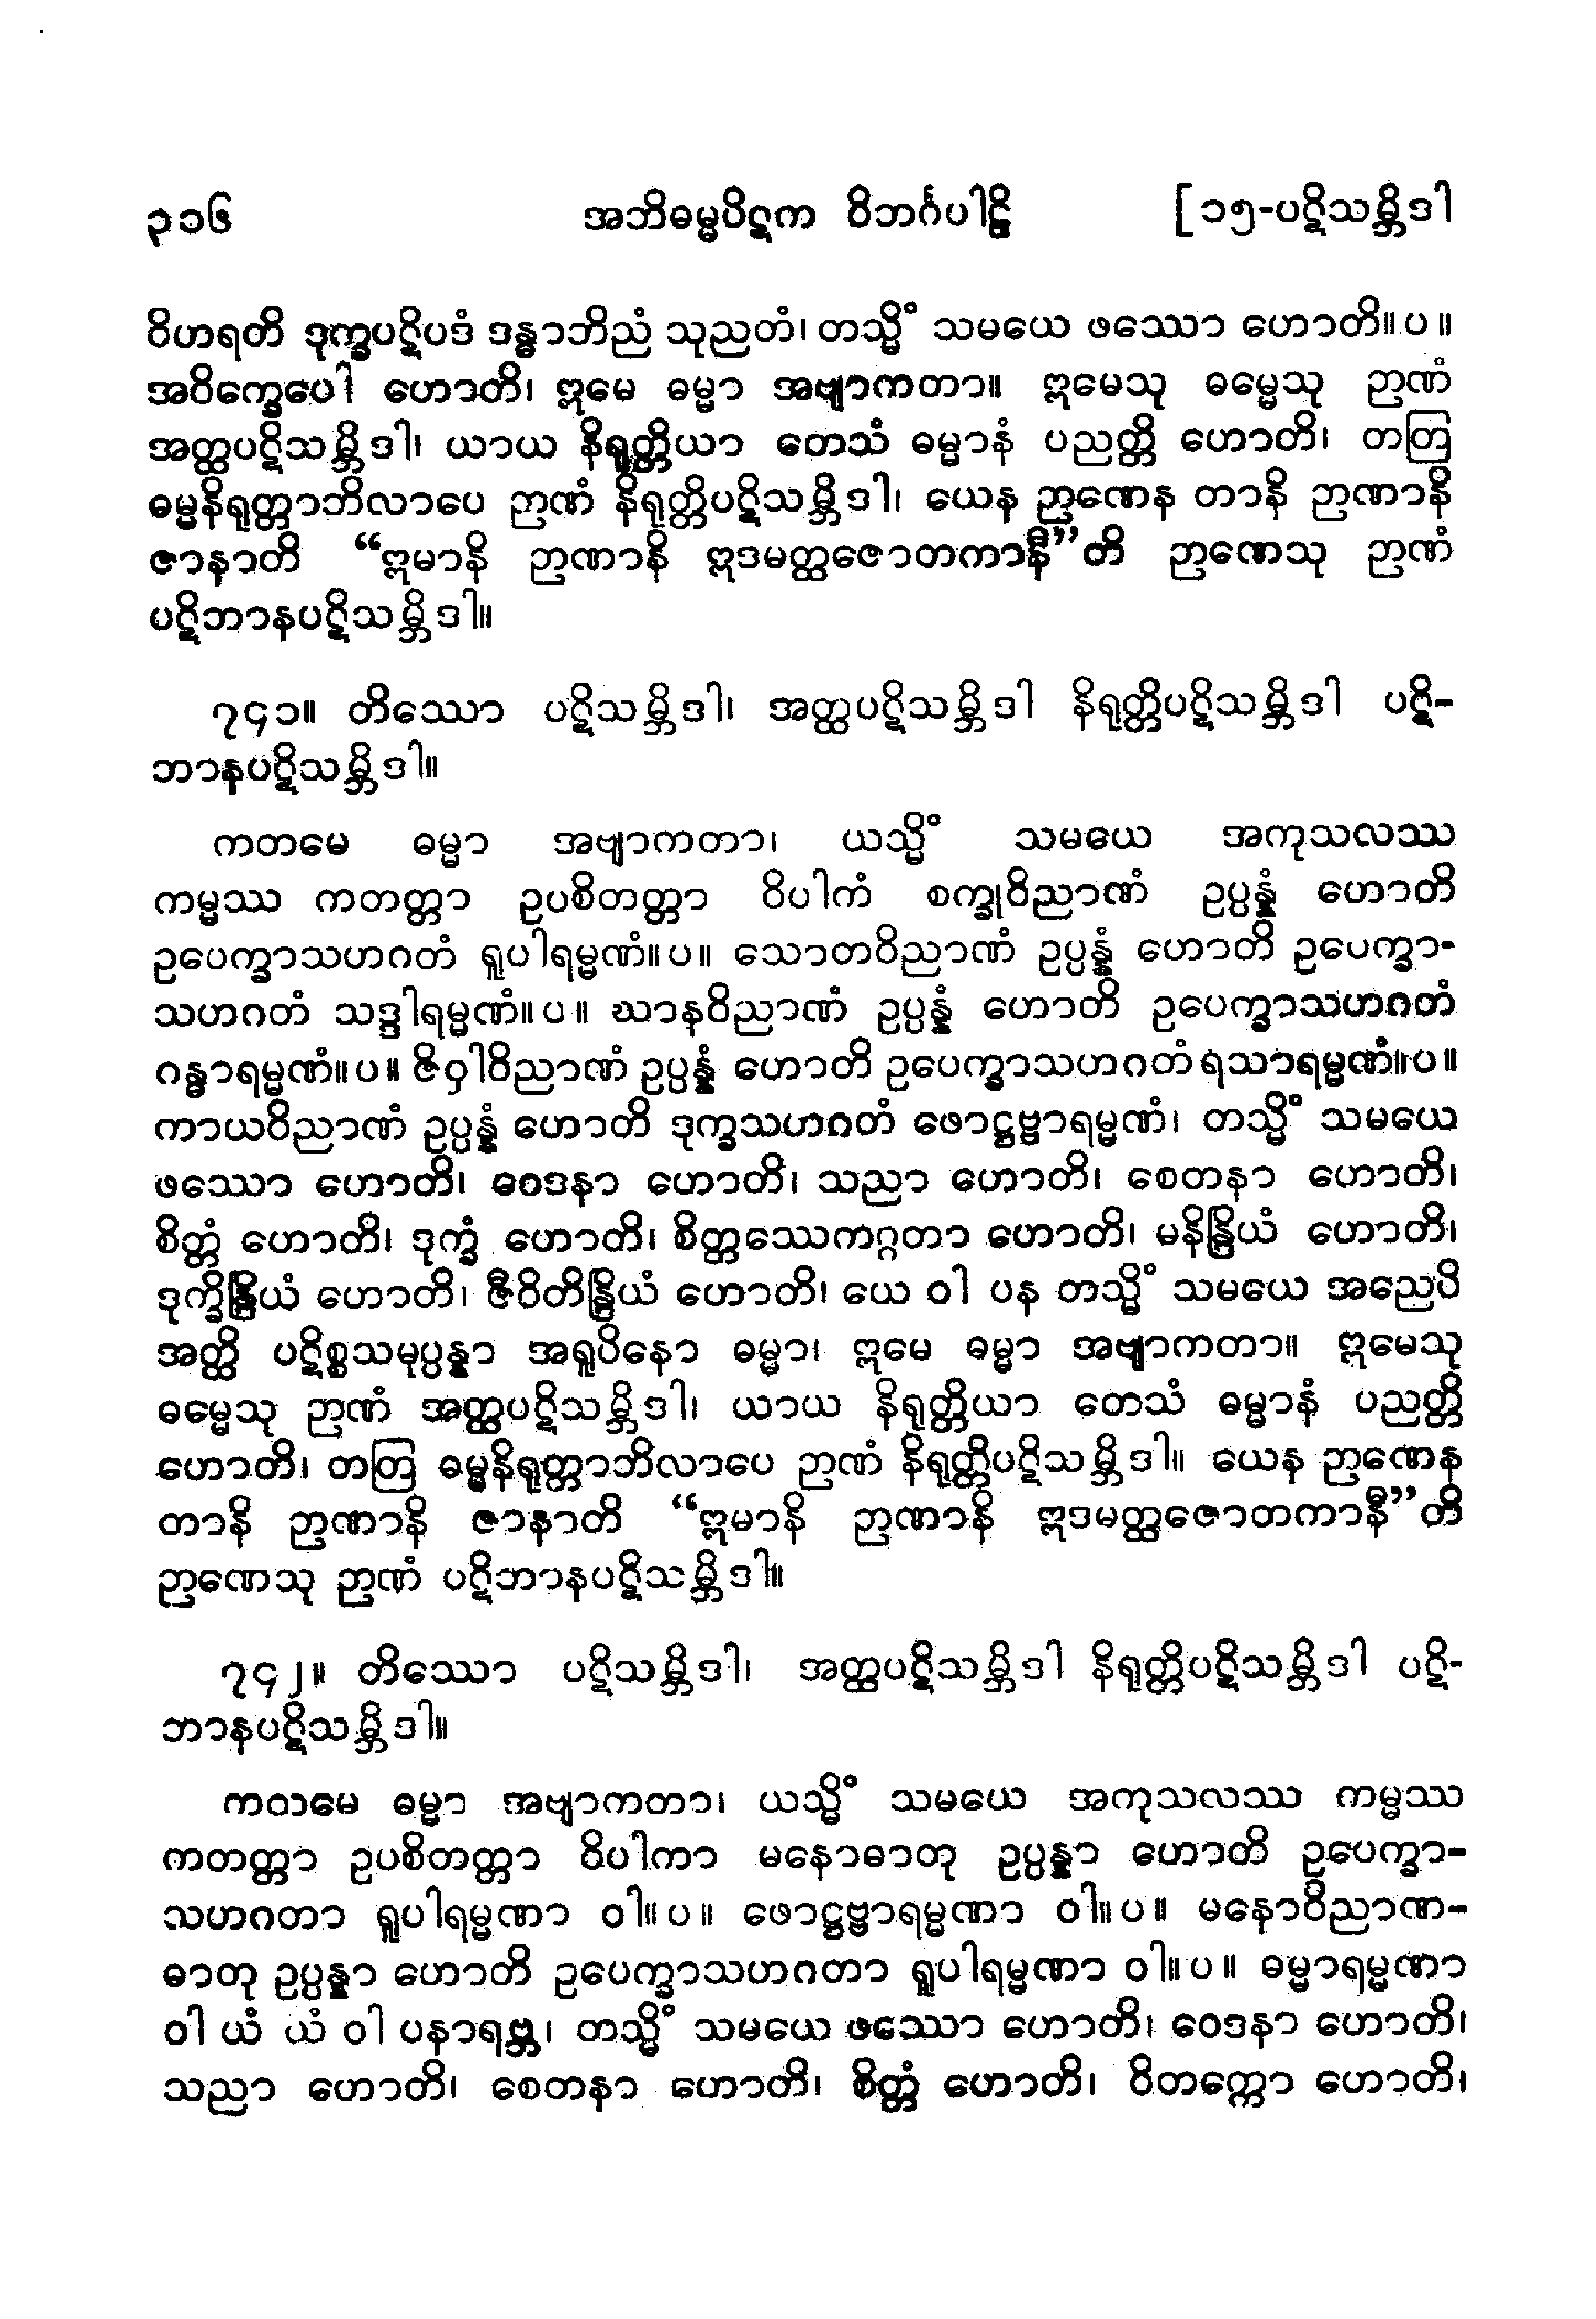 ၃၁၆ အဘိဓမ္မပိဋက ဝိဘင်္ဂပါဠိ [၁၅-ပဋိသမ္ဘိဒါ
ဝိဟရတိ ဒုက္ခပဋိပဒံ ဒန္ဓာဘိညံ သုညတံ၊ တသ္မိံ သမယေ ဖဿော ဟောတိ။ပ။
အဝိက္ခေပေါ ဟောတိ၊ ဣမေ ဓမ္မာ အဗျာကတာ။ ဣမေသု ဓမ္မေသု ဉာဏံ
အတ္ထပဋိသမ္ဘိဒါ၊ ယာယ နိရုတ္တိယာ တေသံ ဓမ္မာနံ ပညတ္တိ ဟောတိ၊ တတြ
ဓမ္မနိရုတ္တာဘိလာပေ ဉာဏံ နိရုတ္တိပဋိသမ္ဘိဒါ၊ ယေန ဉာဏေန တာနိ ဉာဏာနိ
ဇာနာတိ “ဣမာနိ ဉာဏာနိ ဣဒမတ္ထဇောတကာနီ”တိ ဉာဏေသု ဉာဏံ
ပဋိဘာနပဋိသမ္ဘိဒါ။
၇၄၁။ တိဿော ပဋိသမ္ဘိဒါ၊ အတ္ထပဋိသမ္ဘိဒါ နိရုတ္တိပဋိသမ္ဘိဒါ ပဋိ-
ဘာနပဋိသမ္ဘိဒါ။
ကတမေ ဓမ္မာ အဗျာကတာ၊ ယသ္မိံ သမယေ အကုသလဿ
ကမ္မဿ ကတတ္တာ ဥပစိတတ္တာ ဝိပါကံ စက္ခုဝိညာဏံ ဥပ္ပန္နံ ဟောတိ
ဥပေက္ခာသဟဂတံ ရူပါရမ္မဏံ။ပ။ သောတဝိညာဏံ ဥပ္ပန္နံ ဟောတိ ဥပေက္ခာ-
သဟဂတံ သဒ္ဒါရမ္မဏံ။ပ။ ဃာနဝိညာဏံ ဥပ္ပန္နံ ဟောတိ ဥပေက္ခာသဟဂတံ
ဂန္ဓာရမ္မဏံ။ပ။ ဇိဝှါဝိညာဏံ ဥပ္ပန္နံ ဟောတိ ဥပေက္ခာသဟဂတံ ရသာရမ္မဏံ။ပ။
ကာယဝိညာဏံ ဥပ္ပန္နံ ဟောတိ ဒုက္ခသဟဂတံ ဖောဋ္ဌဗ္ဗာရမ္မဏံ၊ တသ္မိံ သမယေ
ဖဿော ဟောတိ၊ ဝေဒနာ ဟောတိ၊ သညာ ဟောတိ၊ စေတနာ ဟောတိ၊
စိတ္တံ ဟောတိ၊ ဒုက္ခံ ဟောတိ၊ စိတ္တဿေကဂ္ဂတာ ဟောတိ၊ မနိန္ဒြိယံ ဟောတိ၊
ဒုက္ခိန္ဒြိယံ ဟောတိ၊ ဇီဝိတိန္ဒြိယံ ဟောတိ၊ ယေ ဝါ ပန တသ္မိံ သမယေ အညေပိ
အတ္ထိ ပဋိစ္စသမုပ္ပန္နာ အရူပိနော ဓမ္မာ၊ ဣမေ ဓမ္မာ အဗျာကတာ။ ဣမေသု
ဓမ္မေသု ဉာဏံ အတ္ထပဋိသမ္ဘိဒါ၊ ယာယ နိရုတ္တိယာ တေသံ ဓမ္မာနံ ပညတ္တိ
ဟောတိ၊ တတြ ဓမ္မနိရုတ္တာဘိလာပေ ဉာဏံ နိရုတ္တိပဋိသမ္ဘိဒါ။ ယေန ဉာဏေန
တာနိ ဉာဏာနိ ဇာနာတိ “ဣမာနိ ဉာဏာနိ ဣဒမတ္ထဇောတကာနီ”တိ
ဉာဏေသု ဉာဏံ ပဋိဘာနပဋိသမ္ဘိဒါ။
၇၄၂။ တိဿော ပဋိသမ္ဘိဒါ၊ အတ္ထပဋိသမ္ဘိဒါ နိရုတ္တိပဋိသမ္ဘိဒါ ပဋိ-
ဘာနပဋိသမ္ဘိဒါ။
ကတမေ ဓမ္မာ အဗျာကတာ၊ ယသ္မိံ သမယေ အကုသလဿ ကမ္မဿ
ကတတ္တာ ဥပစိတတ္တာ ဝိပါကာ မနောဓာတု ဥပ္ပန္နာ ဟောတိ ဥပေက္ခာ-
သဟဂတာ ရူပါရမ္မဏာ ဝါ။ပ။ ဖောဋ္ဌဗ္ဗာရမ္မဏာ ဝါ။ပ။ မနောဝိညာဏ-
ဓာတု ဥပ္ပန္နာ ဟောတိ ဥပေက္ခာသဟဂတာ ရူပါရမ္မဏာ ဝါ။ပ။ ဓမ္မာရမ္မဏာ
ဝါ ယံ ယံ ဝါ ပနာရဗ္ဘ၊ တသ္မိံ သမယေ ဖဿော ဟောတိ၊ ဝေဒနာ ဟောတိ၊
သညာ ဟောတိ၊ စေတနာ ဟောတိ၊ စိတ္တံ ဟောတိ၊ ဝိတက္ကော ဟောတိ၊